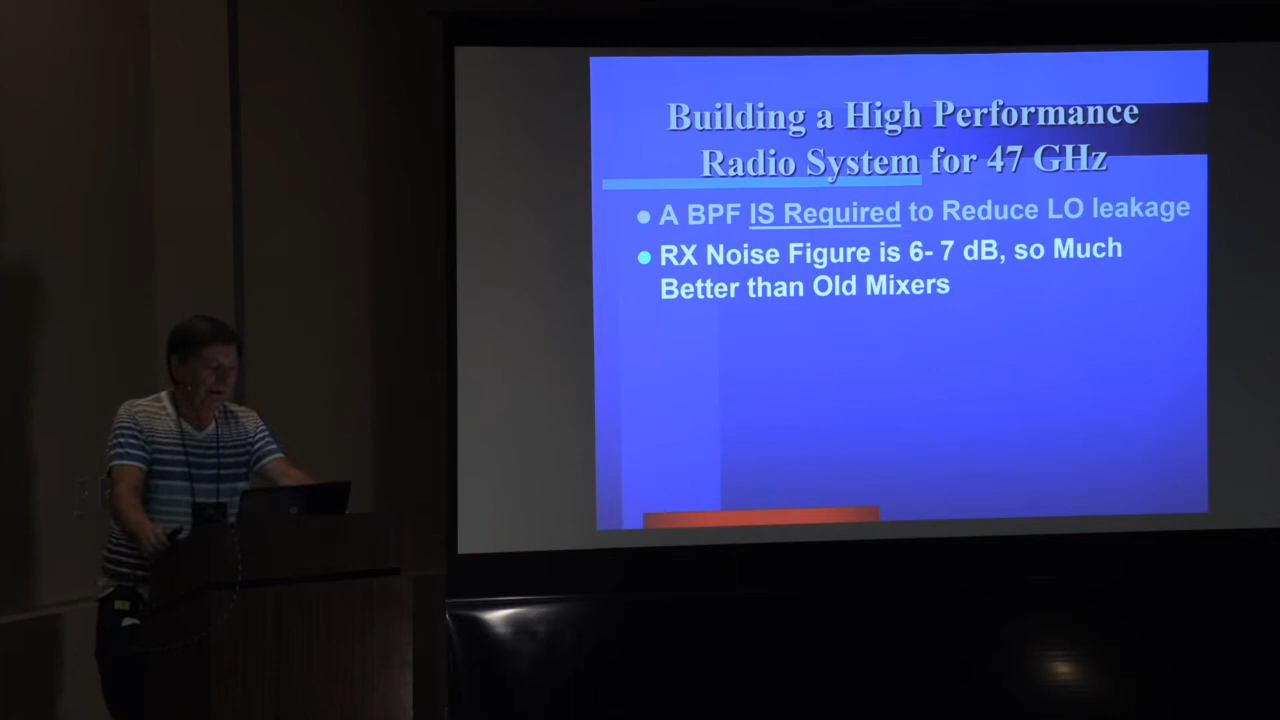 Building a High Performance
Radio System for 47 GHz
A BPF IS Required to Reduce LO leakage
RX Noise Figure is 6- 7 dB, so Much
Better than Old Mixers